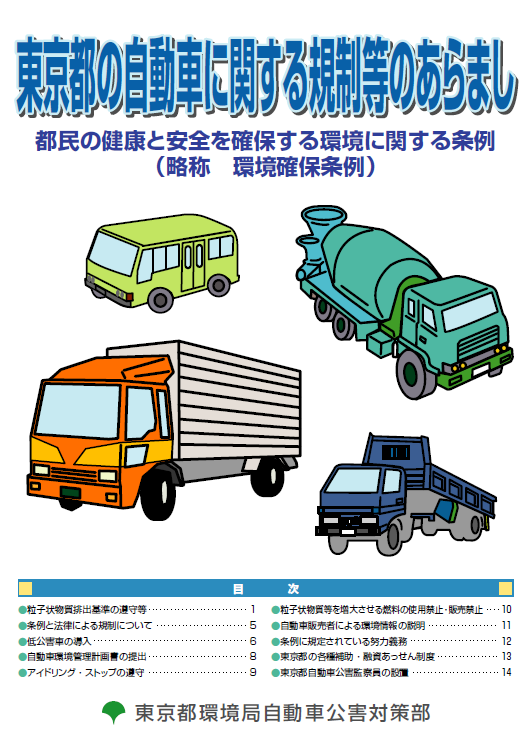 東京都の自動車に関する規制等のあらまし
都民の健康と安全を確保する環境に関する条例
（略称　環境確保条例）
目　　次
●粒子状物質排出基準の遵守等 1
●条例と法律による規制について 5
●低公害車の導入 6
●自動車環境管理計画書の提出 8
●アイドリング・ストップの遵守 9
●粒子状物質等を増大させる燃料の使用禁止・販売禁止 10
●自動車販売者による環境情報の説明 11
●条例に規定されている努力義務 12
●東京都の各種補助・融資あっせん制度 13
●東京都自動車公害監察員の設置 14
東京都環境局自動車公害対策部